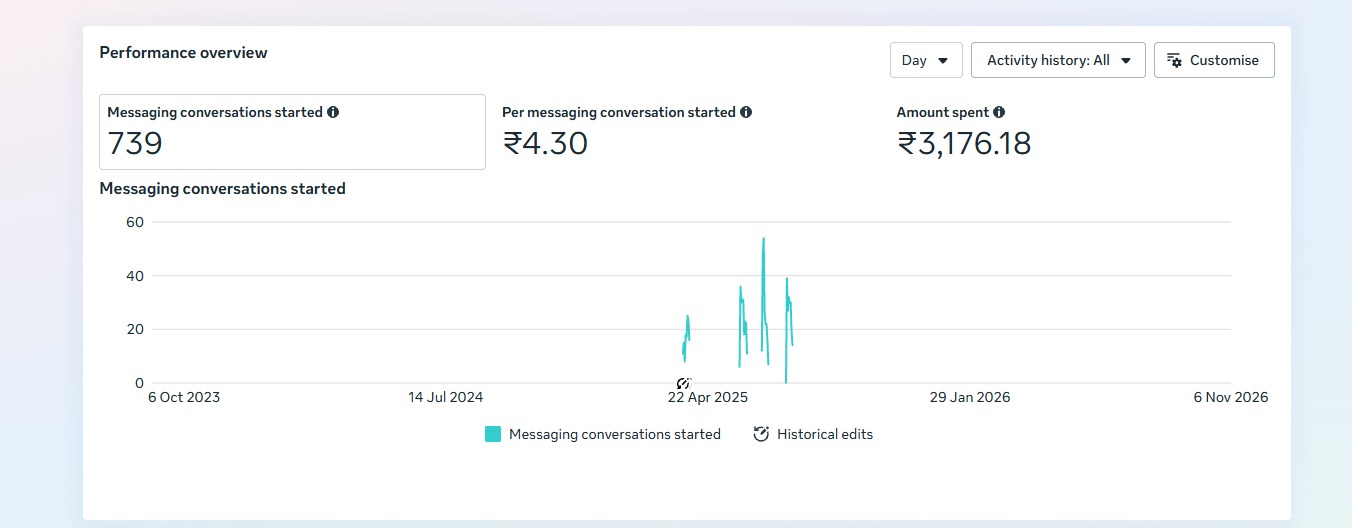 Performance overview
Day
Activity history: All
Customise
Messaging conversations started
739
Per messaging conversation started
₹4.30
Amount spent
₹3,176.18
Messaging conversations started
60
40
20
0
6 Oct 2023
14 Jul 2024
22 Apr 2025
29 Jan 2026
6 Nov 2026
Messaging conversations started
Historical edits